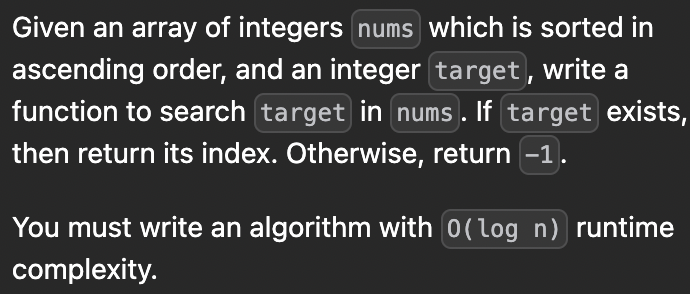 Given an array of integers nums which is sorted in
ascending order, and an integer target, write a
function to search target in nums. If target exists,
then return its index. Otherwise, return -1.
You must write an algorithm with O(log n) runtime
complexity.